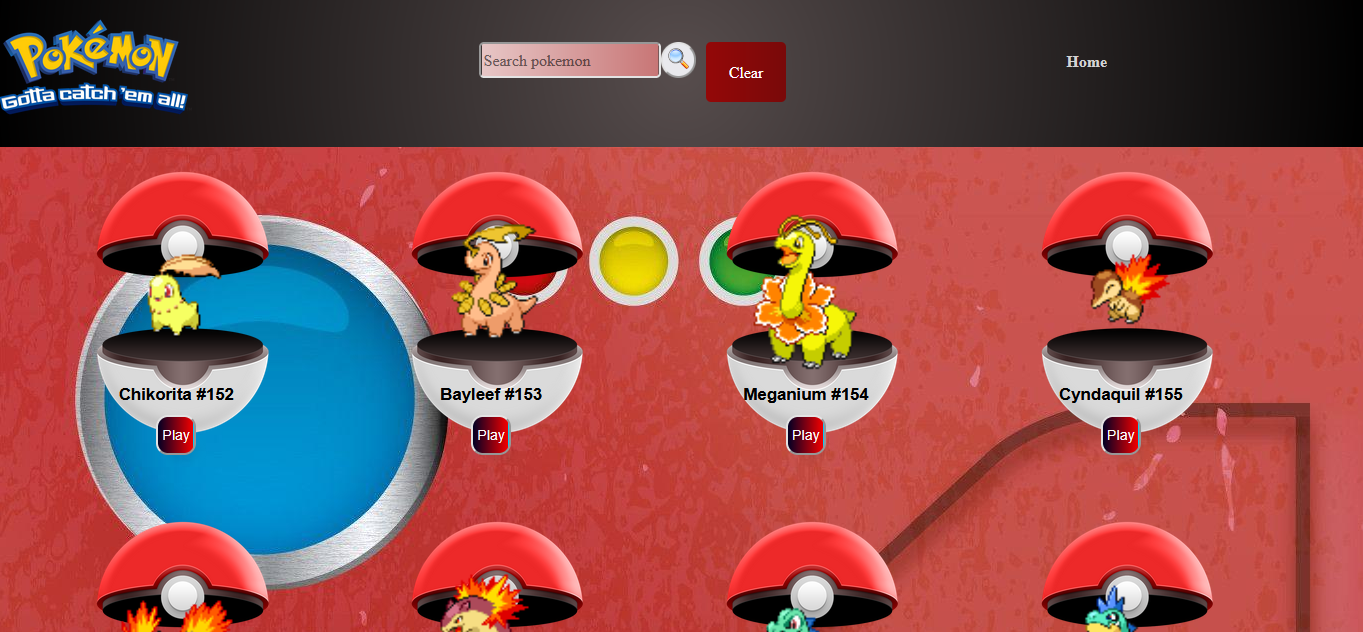 POKéMON
Gotta catch 'em all!
Search pokemon
Clear
Home
Chikorita #152
Bayleef #153
Meganium #154
Cyndaquil #155
Play
Play
Play
Play